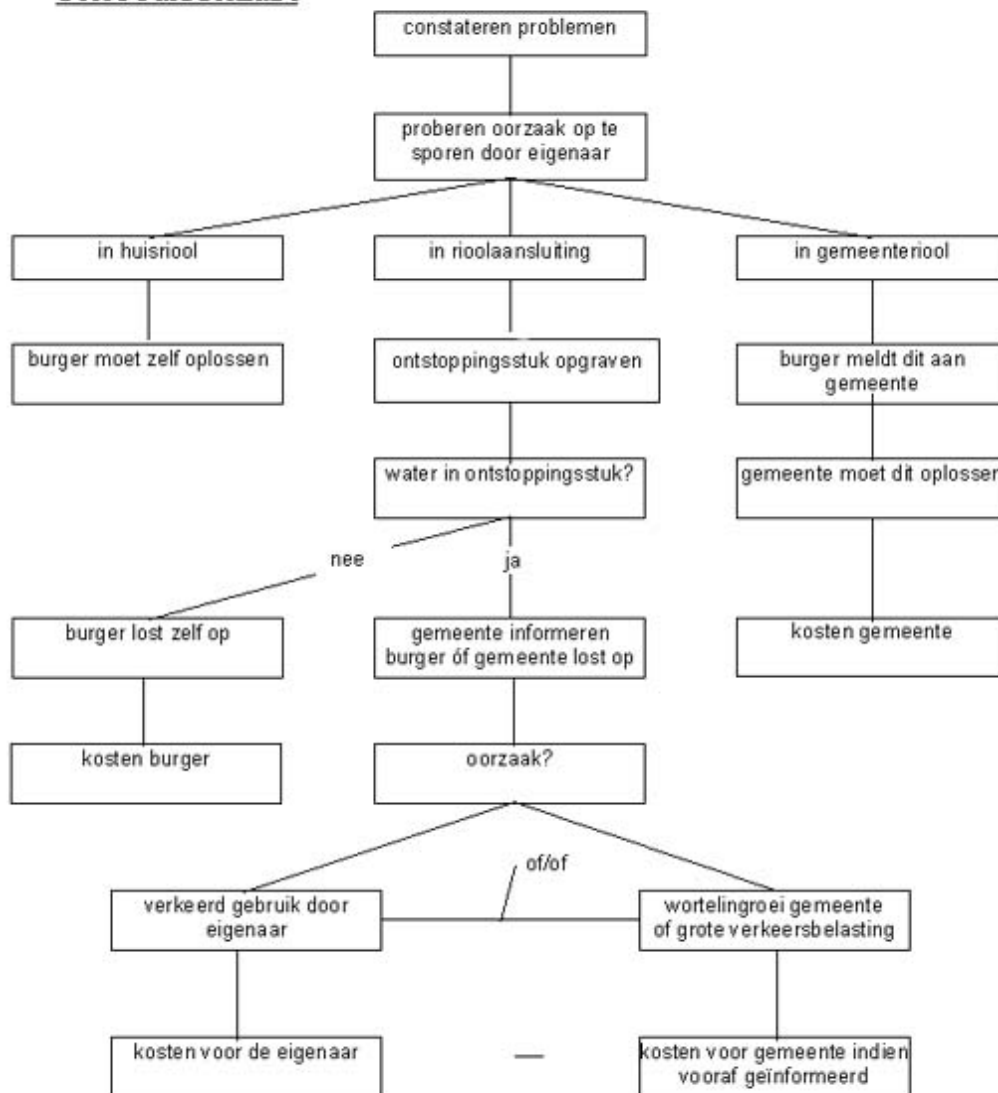 constateren problemen
proberen oorzaak op te
sporen door eigenaar
in huisriool
in rioolaansluiting
in gemeenteriool
burger moet zelf oplossen
ontstoppingsstuk opgraven
burger meldt dit aan
gemeente
water in ontstoppingsstuk?
gemeente moet dit oplossen
nee
ja
burger lost zelf op
gemeente informeren
burger óf gemeente lost op
kosten gemeente
kosten burger
oorzaak?
of/of
verkeerd gebruik door
eigenaar
wortelingroei gemeente
of grote verkeersbelasting
kosten voor de eigenaar
kosten voor gemeente indien
vooraf geïnformeerd